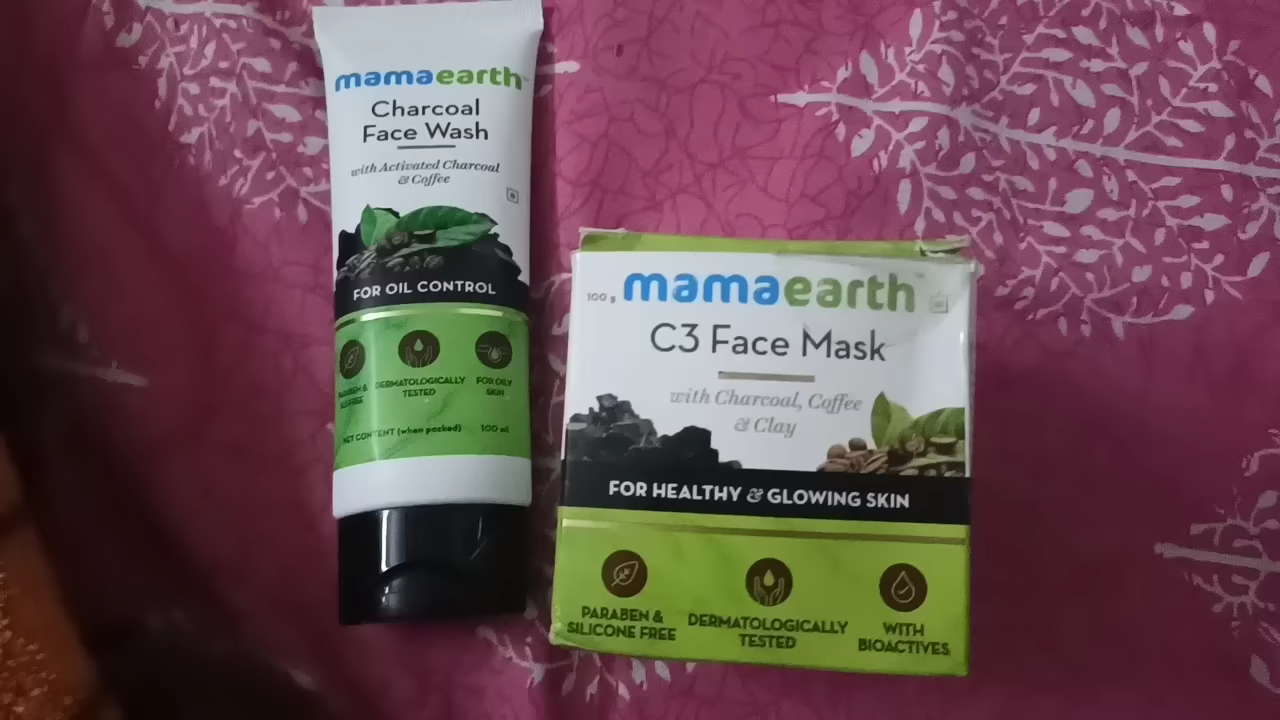 mamaearth
Charcoal
Face Wash
with Activated Charcoal
& Coffee
FOR OIL CONTROL
DERMATOLOGICALLY
TESTED
FOR OILY
SKIN
NET CONTENT (when packed) 100 ml
100 g
mamaearth™
C3 Face Mask
with Charcoal, Coffee
& Clay
FOR HEALTHY & GLOWING SKIN
PARABEN &
SILICONE FREE
DERMATOLOGICALLY
TESTED
WITH
BIOACTIVES